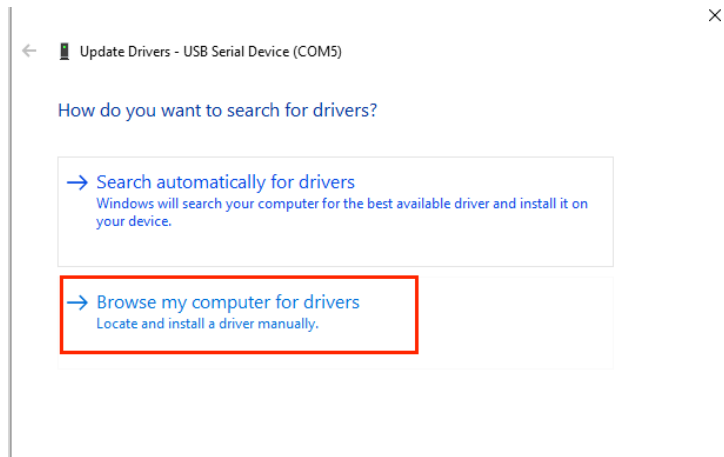 Update Drivers - USB Serial Device (COM5)
How do you want to search for drivers?
Search automatically for drivers
Windows will search your computer for the best available driver and install it on
your device.
Browse my computer for drivers
Locate and install a driver manually.